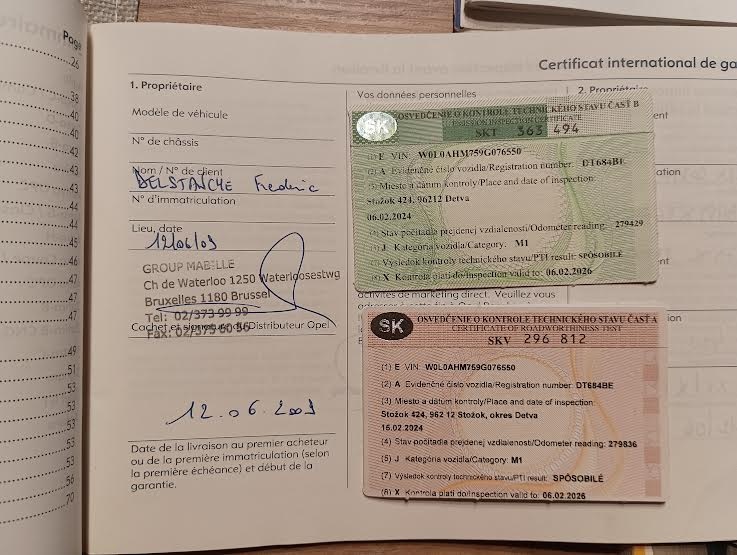 Page
26
38
40
40
42
43
43
44
44
45
46
47
47
47
49
51
53
53
53
53
56
70
Certificat international de ga
1. Propriétaire
Modèle de véhicule
N° de châssis
Nom / N° de client
DELSTANCHE Frederic
N° d'immatriculation
Lieu, date
12/06/09
GROUP MABILLE
Ch de Waterloo 1250 Waterloosestwg
Bruxelles 1180 Brussel
Tel: 02/373 99 99
Fax: 02/375 60 56
Cachet et signature du Distributeur Opel
12.06.2009
Date de la livraison au premier acheteur
ou de la première immatriculation (selon
la première échéance) et début de la
garantie.
Vos données personnelles
2. Propriétaire
SK
OSVEDČENIE O KONTROLE TECHNICKÉHO STAVU ČASŤ B
EMISSION INSPECTION CERTIFICATE
SKT 363 494
(1) E VIN: W0L0AHM759G076550
(2) A Evidenčné číslo vozidla/Registration number: DT684BE
(3) Miesto a dátum kontroly/Place and date of inspection:
Stožok 424, 96212 Detva
06.02.2024
Stav počítadla prejdenej vzdialenosti/Odometer reading: 279429
J Kategória vozidla/Category: M1
Výsledok kontroly technického stavu/PTI result: SPÔSOBILÉ
X Kontrola platí do/Inspection valid to: 06.02.2026
activités de marketing direct. Veuillez vous
SK
OSVEDČENIE O KONTROLE TECHNICKÉHO STAVU ČASŤ A
CERTIFICATE OF ROADWORTHINESS TEST
SKV 296 812
(1) E VIN: W0L0AHM759G076550
(2) A Evidenčné číslo vozidla/Registration number: DT684BE
(3) Miesto a dátum kontroly/Place and date of inspection:
Stožok 424, 962 12 Stožok, okres Detva
15.02.2024
(4) Stav počítadla prejdenej vzdialenosti/Odometer reading: 279836
(5) J Kategória vozidla/Category: M1
(7) Výsledok kontroly technického stavu/PTI result: SPÔSOBILÉ
(8) X Kontrola platí do/Inspection valid to: 06.02.2026